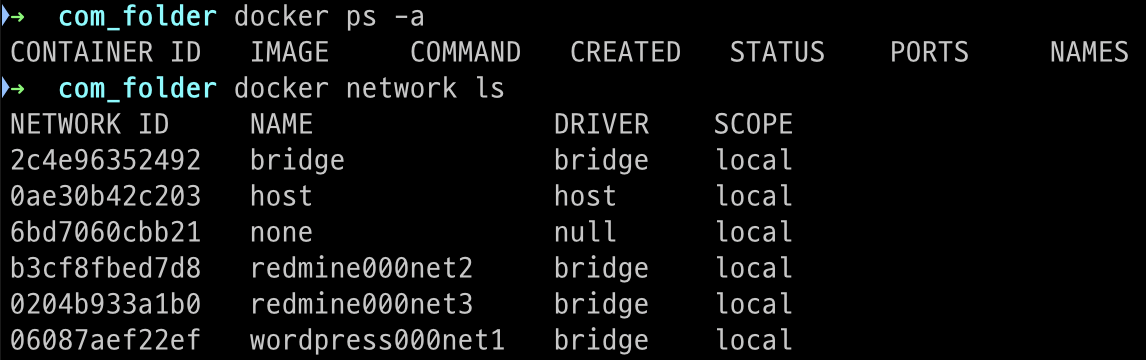 → com_folder docker ps -a
CONTAINER ID IMAGE COMMAND CREATED STATUS PORTS NAMES
→ com_folder docker network ls
NETWORK ID NAME DRIVER SCOPE
2c4e96352492 bridge bridge local
0ae30b42c203 host host local
6bd7060cbb21 none null local
b3cf8fbed7d8 redmine000net2 bridge local
0204b933a1b0 redmine000net3 bridge local
06087aef22ef wordpress000net1 bridge local